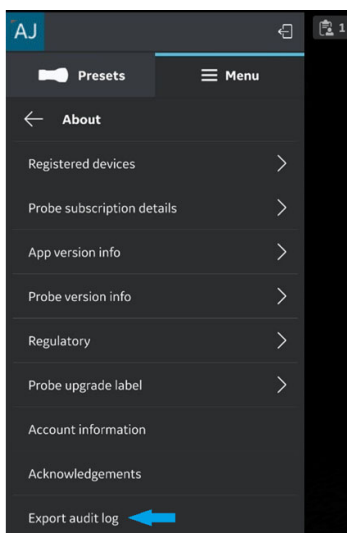 AJ
1
Presets
Menu
About
Registered devices
Probe subscription details
App version info
Probe version info
Regulatory
Probe upgrade label
Account information
Acknowledgements
Export audit log